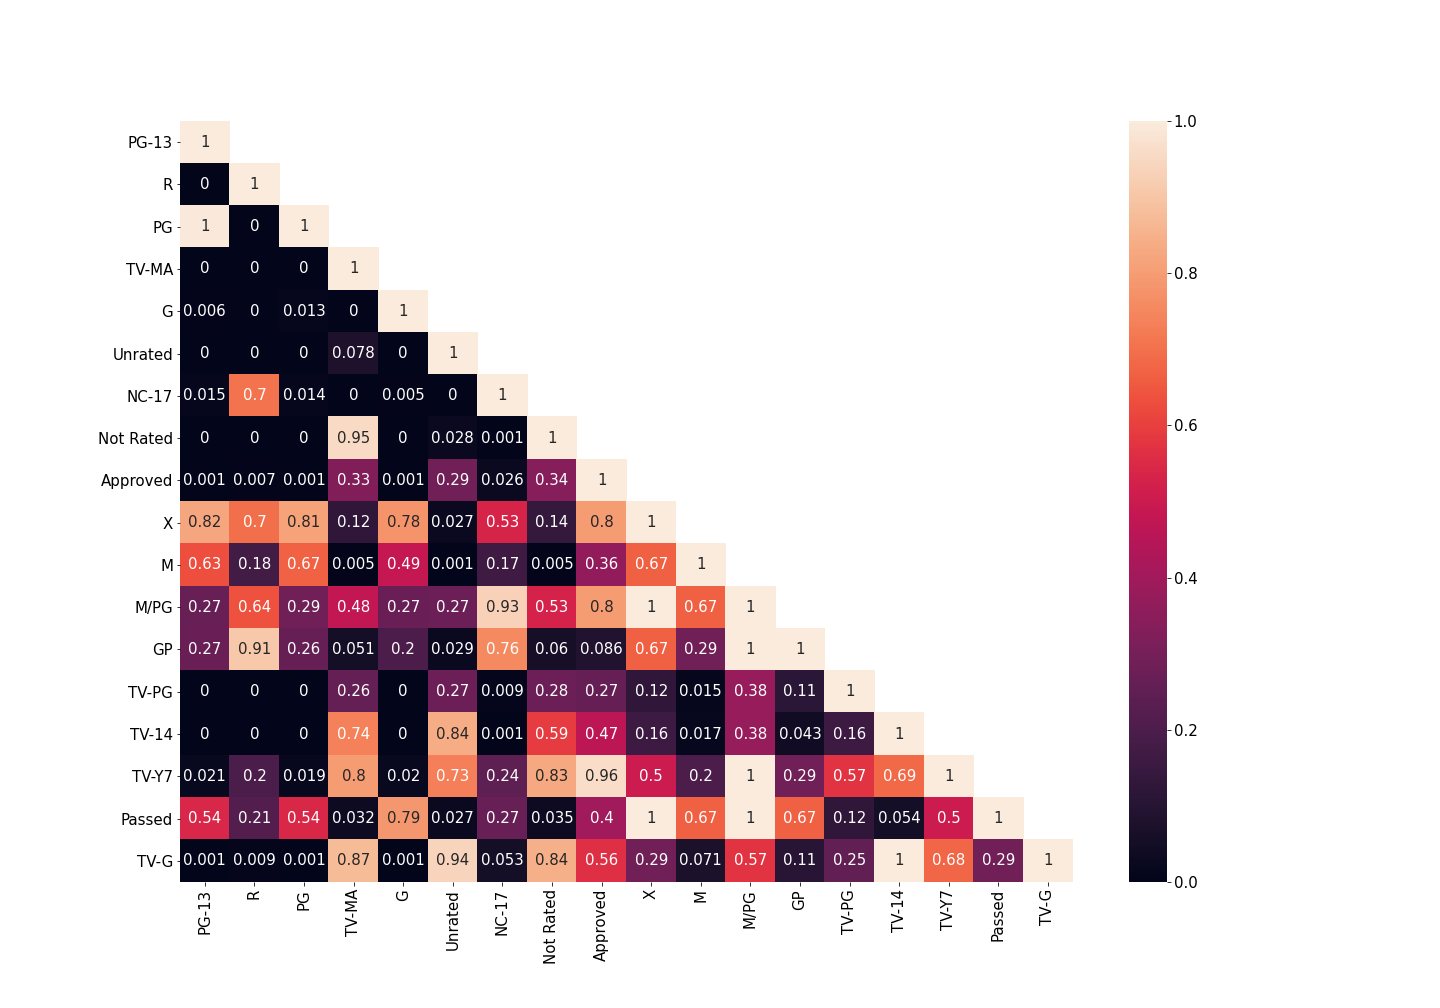 PG-13 1
R 0 1
PG 1 0 1
TV-MA 0 0 0 1
G 0.006 0 0.013 0 1
Unrated 0 0 0 0.078 0 1
NC-17 0.015 0.7 0.014 0 0.005 0 1
Not Rated 0 0 0 0.95 0 0.028 0.001 1
Approved 0.001 0.007 0.001 0.33 0.001 0.29 0.026 0.34 1
X 0.82 0.7 0.81 0.12 0.78 0.027 0.53 0.14 0.8 1
M 0.63 0.18 0.67 0.005 0.49 0.001 0.17 0.005 0.36 0.67 1
M/PG 0.27 0.64 0.29 0.48 0.27 0.27 0.93 0.53 0.8 1 0.67 1
GP 0.27 0.91 0.26 0.051 0.2 0.029 0.76 0.06 0.086 0.67 0.29 1 1
TV-PG 0 0 0 0.26 0 0.27 0.009 0.28 0.27 0.12 0.015 0.38 0.11 1
TV-14 0 0 0 0.74 0 0.84 0.001 0.59 0.47 0.16 0.017 0.38 0.043 0.16 1
TV-Y7 0.021 0.2 0.019 0.8 0.02 0.73 0.24 0.83 0.96 0.5 0.2 1 0.29 0.57 0.69 1
Passed 0.54 0.21 0.54 0.032 0.79 0.027 0.27 0.035 0.4 1 0.67 1 0.67 0.12 0.054 0.5 1
TV-G 0.001 0.009 0.001 0.87 0.001 0.94 0.053 0.84 0.56 0.29 0.071 0.57 0.11 0.25 1 0.68 0.29 1
PG-13 R PG TV-MA G Unrated NC-17 Not Rated Approved X M M/PG GP TV-PG TV-14 TV-Y7 Passed TV-G
1.0
0.8
0.6
0.4
0.2
0.0